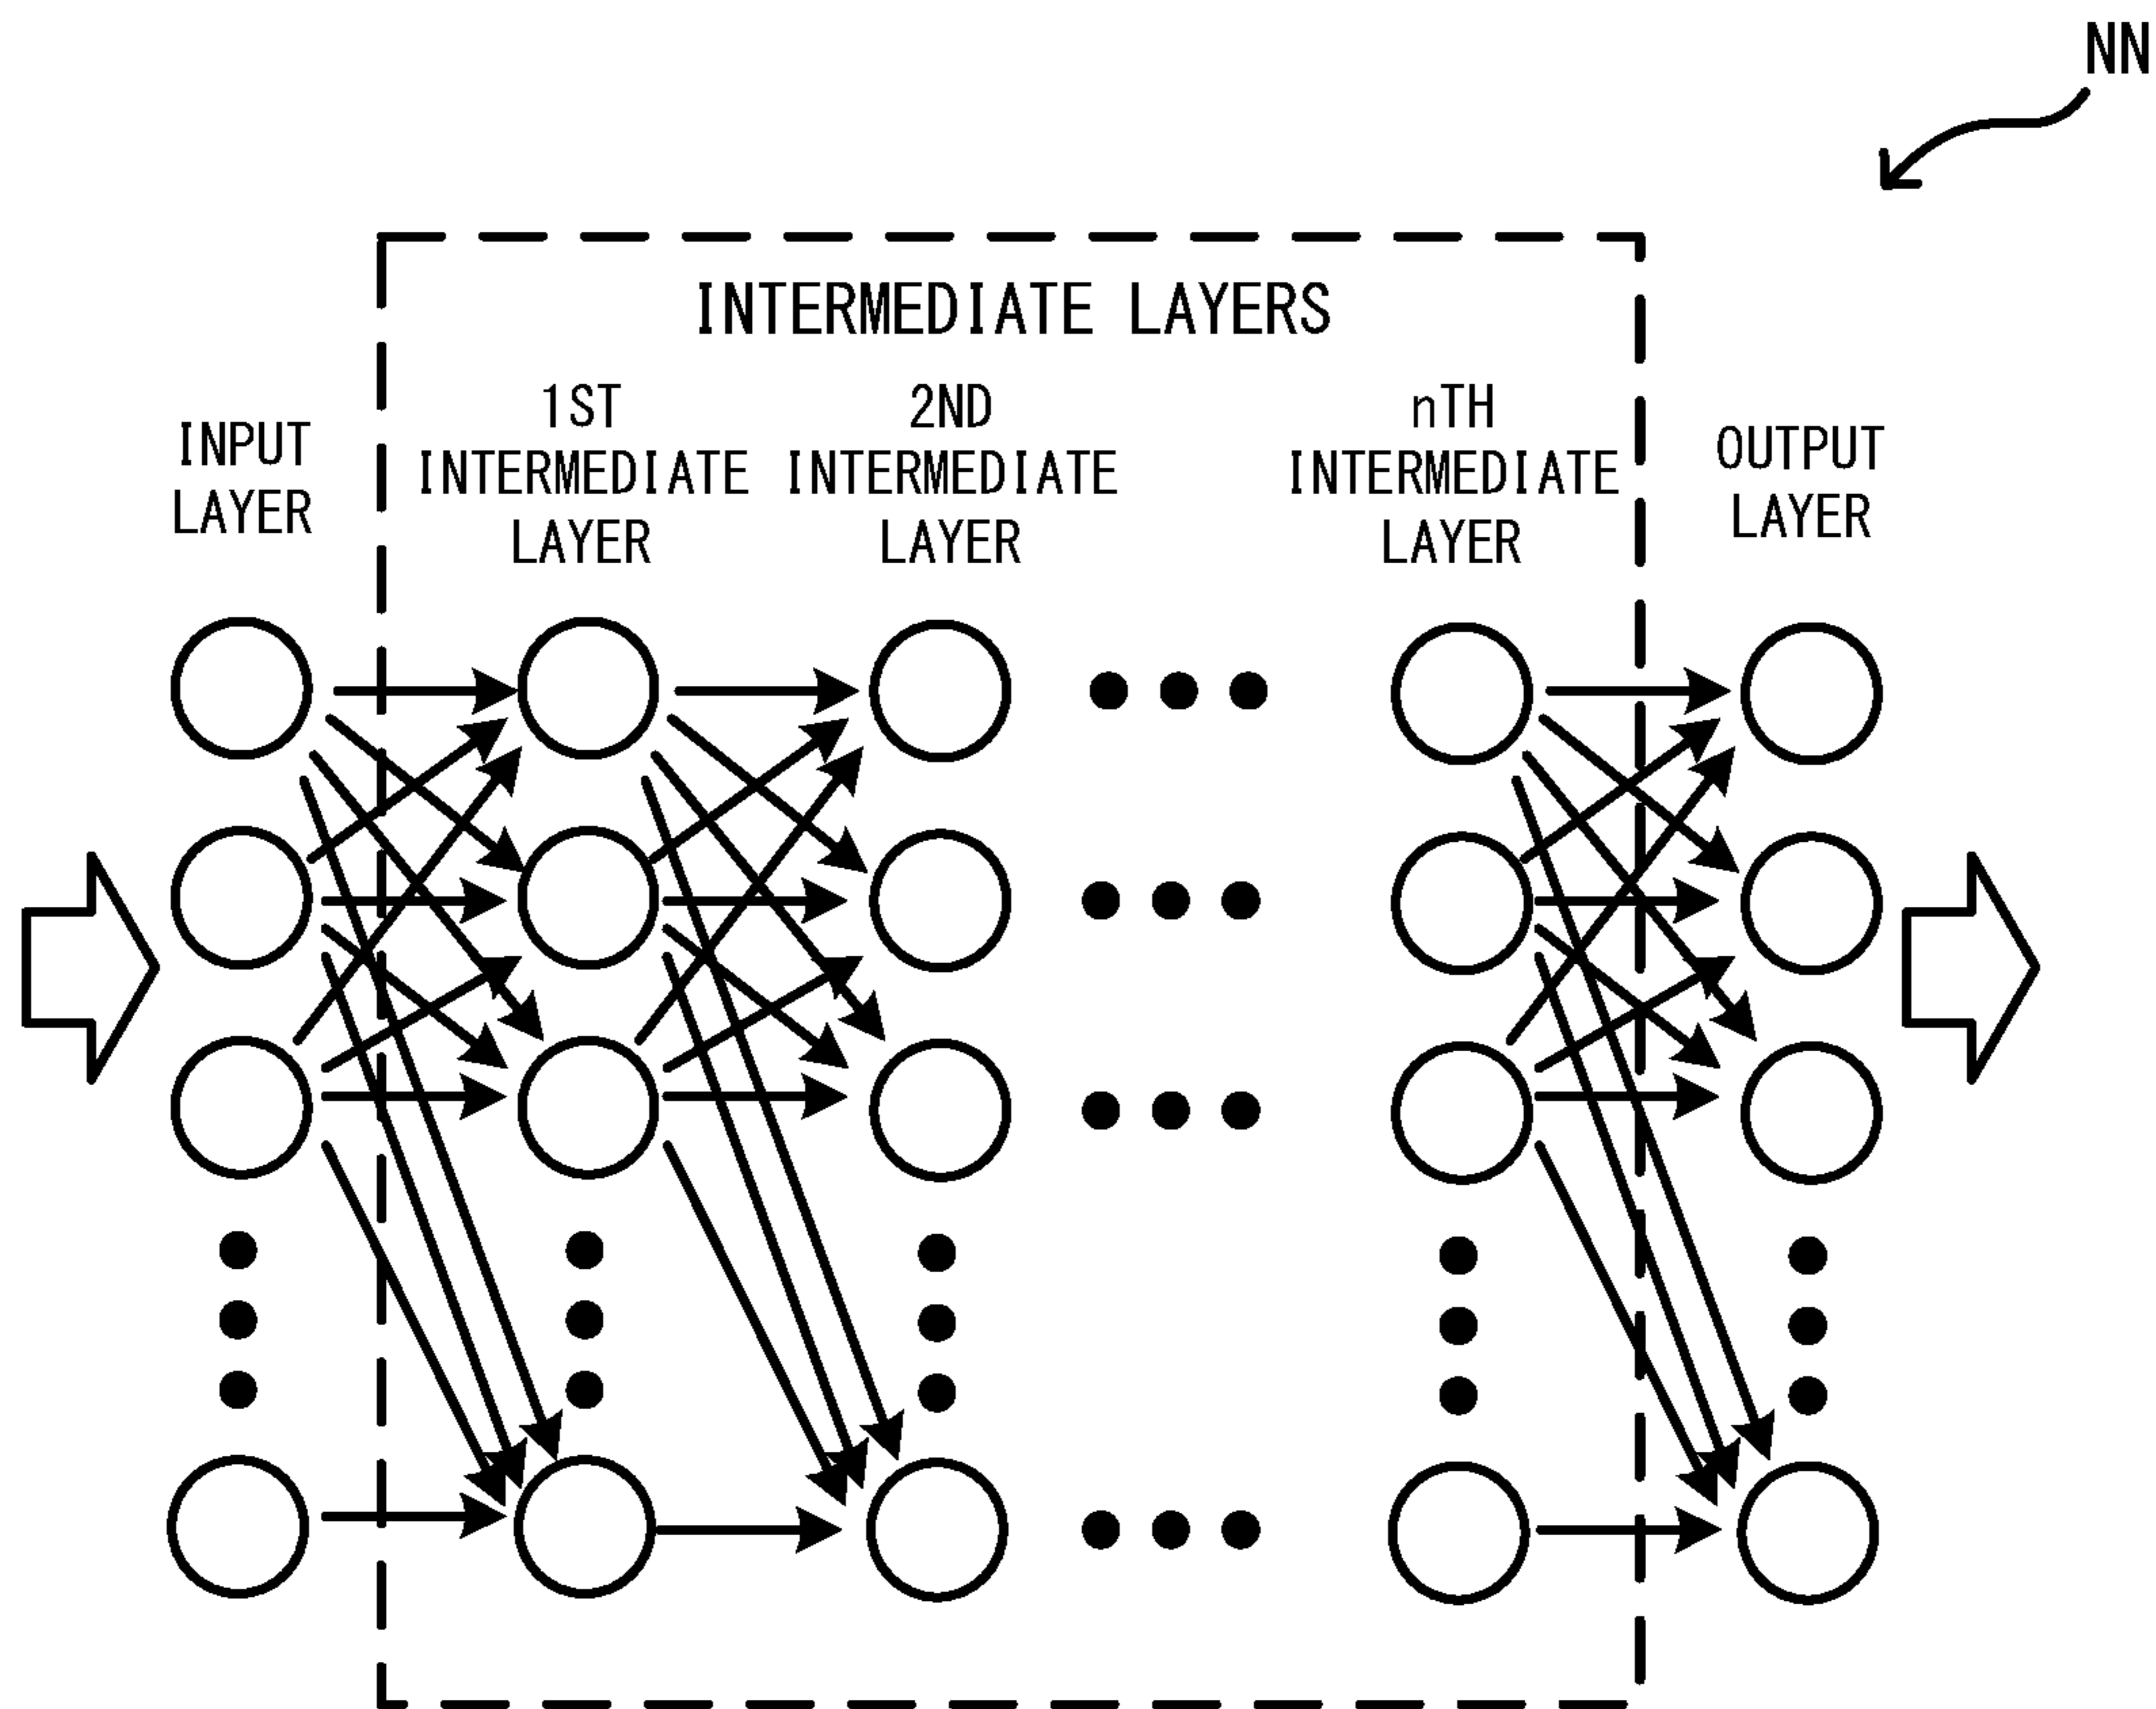 NN
INTERMEDIATE LAYERS
INPUT
LAYER
1ST
INTERMEDIATE
LAYER
2ND
INTERMEDIATE
LAYER
nTH
INTERMEDIATE
LAYER
OUTPUT
LAYER